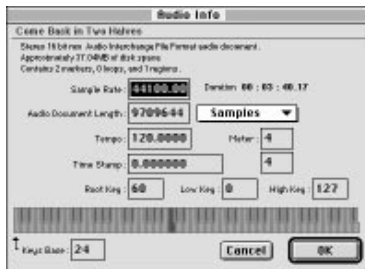 Audio Info
Come Back in Two Halves
Stereo 16 bit mm Audio Interchange File Format audio document.
Approximately 37.04MB of disk space
Contains 2 markers, 0 loops, and 1 regions.
Sample Rate: 44100.00 Duration 00 : 03 : 40.17
Audio Document Length: 9709644 Samples
Tempo: 120.0000 Meter: 4
Time Stamp: 0.000000 4
Root Key: 60 Low Key: 0 High Key: 127
Keys Base: 24 Cancel OK